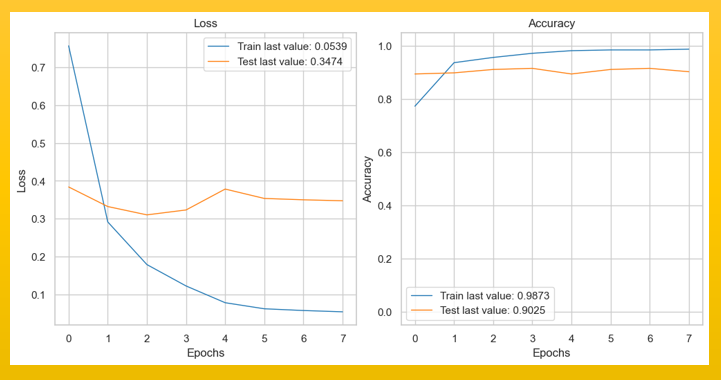 Loss
Train last value: 0.0539
Test last value: 0.3474
0.7
0.6
0.5
0.4
0.3
0.2
0.1
Loss
0 1 2 3 4 5 6 7
Epochs
Accuracy
1.0
0.8
0.6
0.4
0.2
0.0
Accuracy
Train last value: 0.9873
Test last value: 0.9025
0 1 2 3 4 5 6 7
Epochs